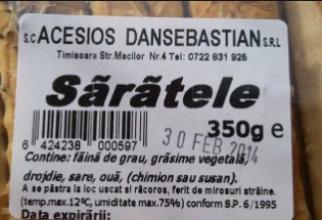 S.C ACESIOS DANSEBASTIAN S.R.L
Timisoara Str.Macilor Nr.4 Tel: 0722 831 926
Sărătele
350g e
30 FEB 2014
6 424238 000597
Contine: făină de grau, grăsime vegetală,
drojdie, sare, ouă, (chimion sau susan).
A se păstra la loc uscat si răcoros, ferit de mirosuri străine.
(temp.max.12ºC, umiditate max.75%) conform S.P. 6/1995
Data expirării: